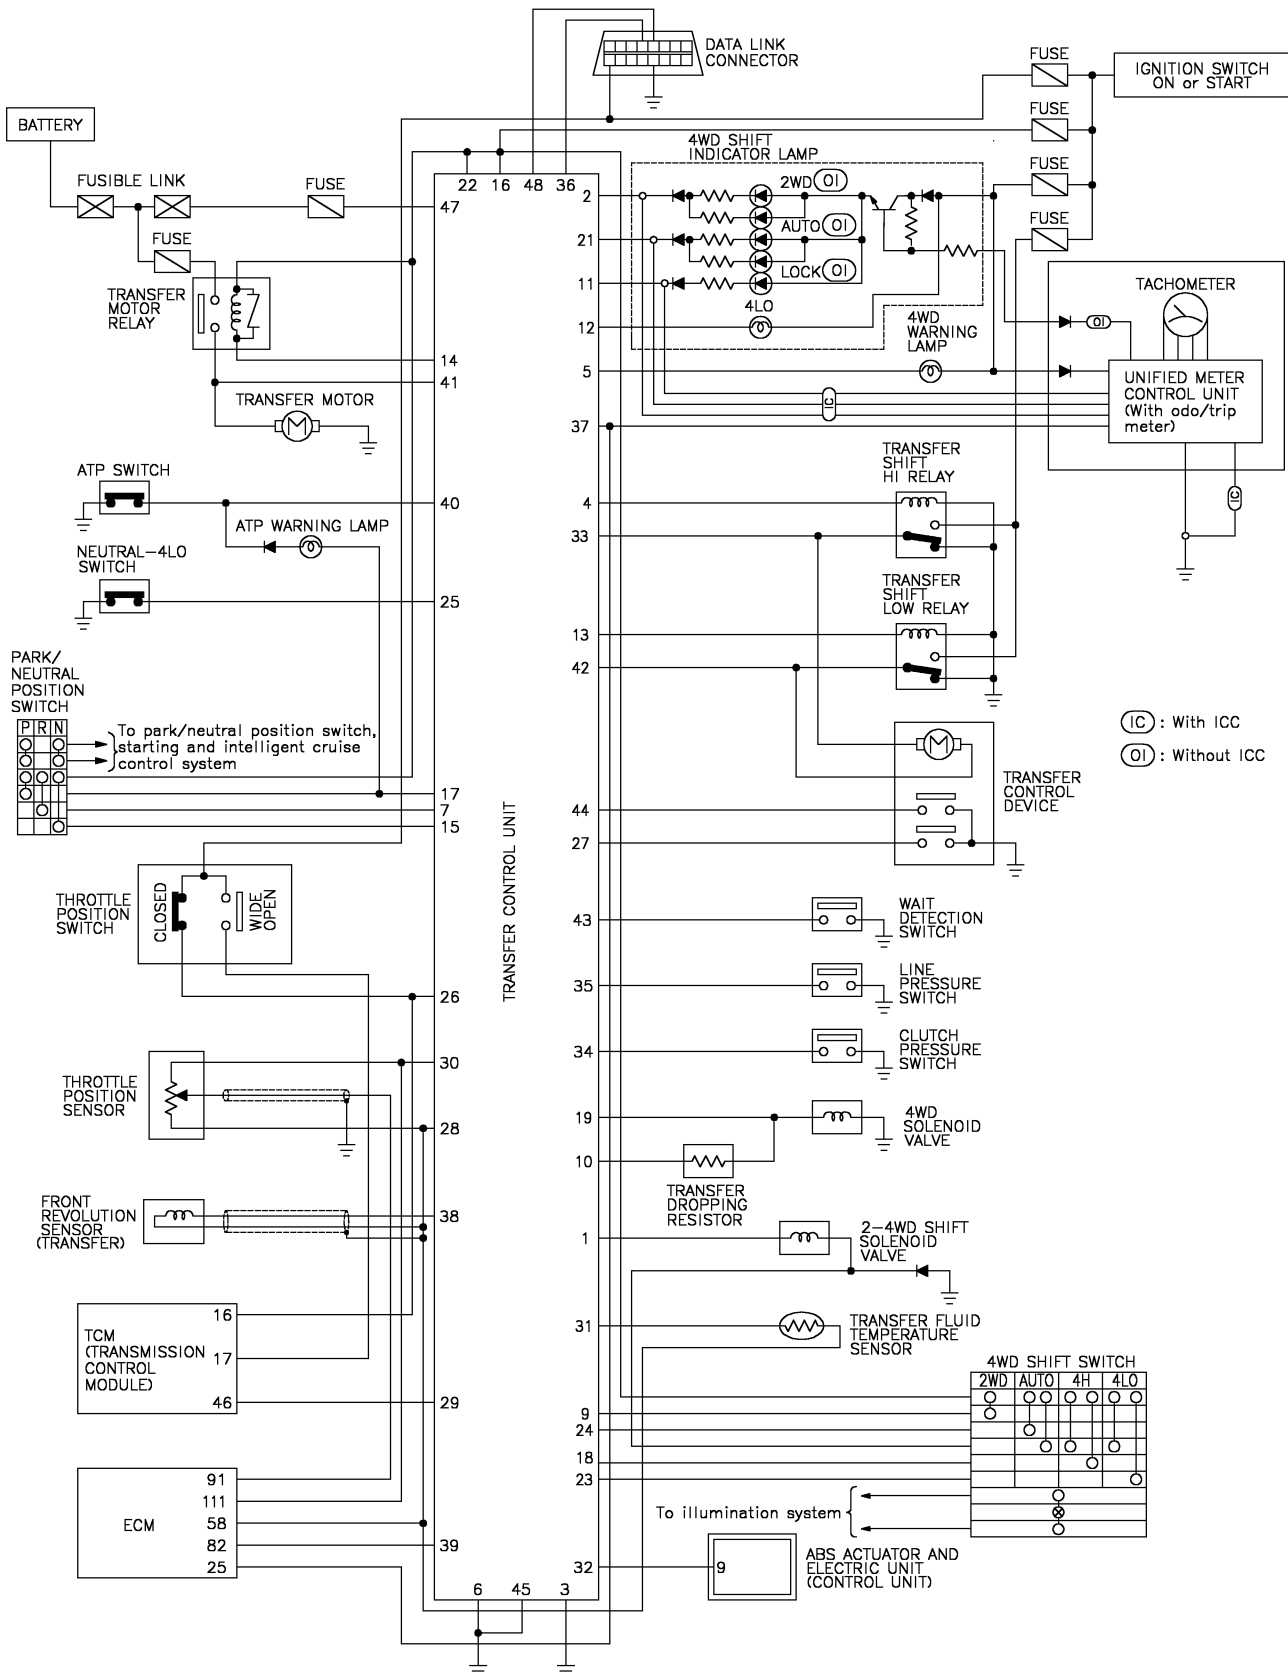 DATA LINK
CONNECTOR
FUSE
IGNITION SWITCH
ON or START
BATTERY
FUSE
4WD SHIFT
INDICATOR LAMP
FUSIBLE LINK
FUSE
22 16 48 36
2WD OI
FUSE
47
2
FUSE
AUTO OI
FUSE
21
LOCK OI
11
TRANSFER
MOTOR
RELAY
4LO
12
4WD
WARNING
LAMP
TACHOMETER
OI
14
5
41
UNIFIED METER
CONTROL UNIT
(With odo/trip
meter)
TRANSFER MOTOR
M
IC
37
TRANSFER
SHIFT
HI RELAY
ATP SWITCH
40
4
IC
ATP WARNING LAMP
33
NEUTRAL-4LO
SWITCH
25
TRANSFER
SHIFT
LOW RELAY
13
42
PARK/
NEUTRAL
POSITION
SWITCH
P R N
To park/neutral position switch,
starting and intelligent cruise
control system
IC : With ICC
OI : Without ICC
M
TRANSFER
CONTROL
DEVICE
17
7
15
44
27
TRANSFER CONTROL UNIT
THROTTLE
POSITION
SWITCH
CLOSED
WIDE
OPEN
43
WAIT
DETECTION
SWITCH
26
35
LINE
PRESSURE
SWITCH
30
34
CLUTCH
PRESSURE
SWITCH
THROTTLE
POSITION
SENSOR
28
19
4WD
SOLENOID
VALVE
10
TRANSFER
DROPPING
RESISTOR
FRONT
REVOLUTION
SENSOR
(TRANSFER)
38
1
2-4WD SHIFT
SOLENOID
VALVE
TCM
(TRANSMISSION
CONTROL
MODULE)
16
17
46
29
31
TRANSFER FLUID
TEMPERATURE
SENSOR
4WD SHIFT SWITCH
2WD AUTO 4H 4LO
9
24
18
23
ECM
91
111
58
82
25
39
To illumination system
32
9
ABS ACTUATOR AND
ELECTRIC UNIT
(CONTROL UNIT)
6 45 3